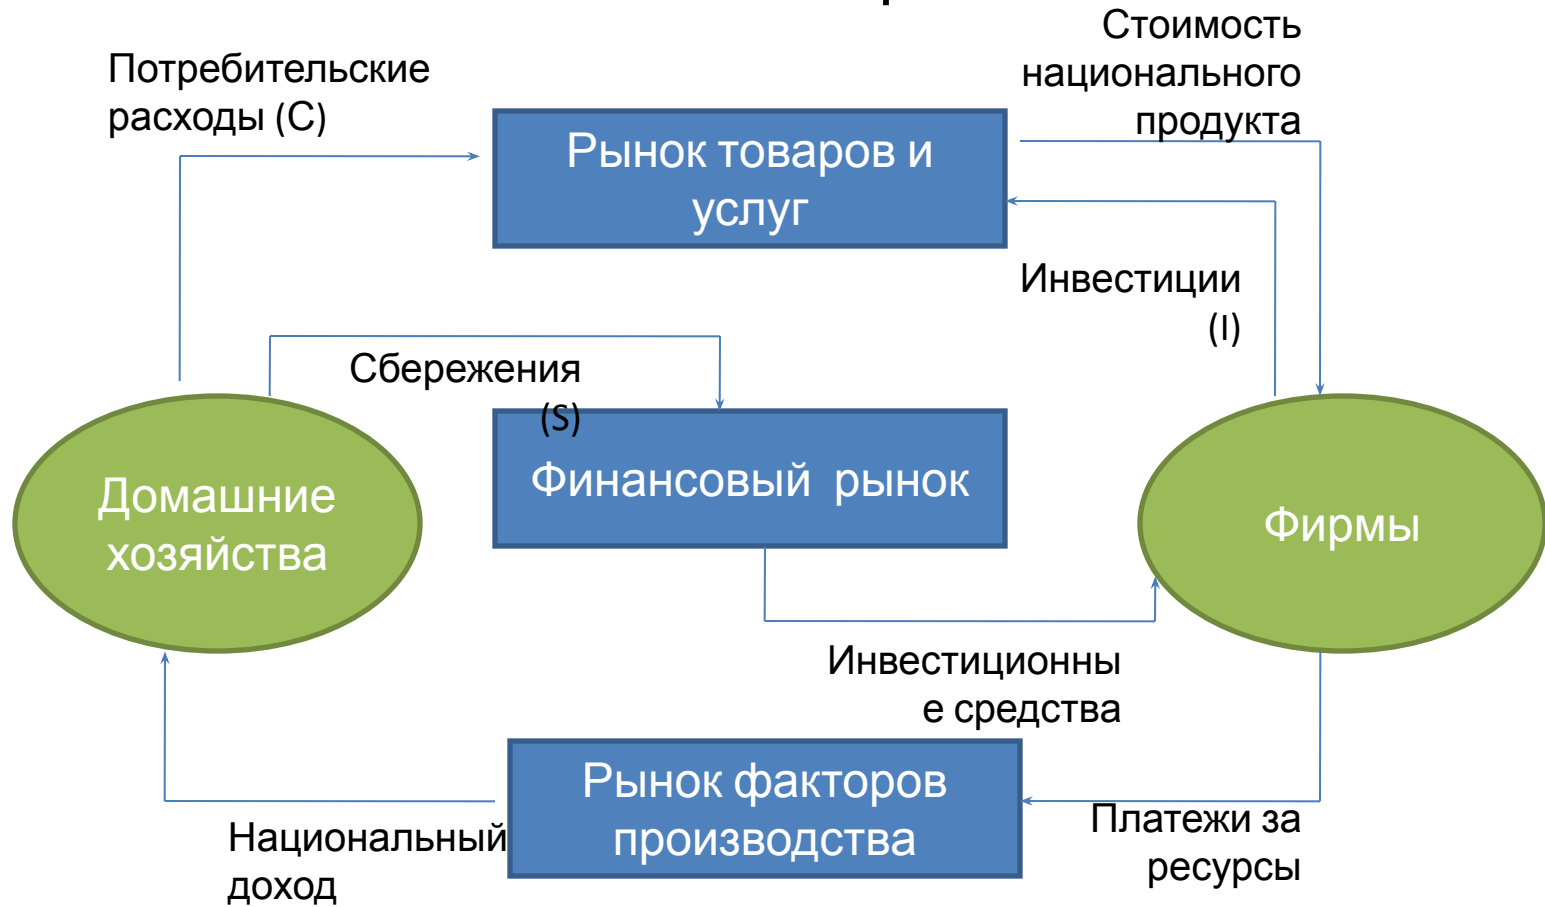 Стоимость
национального
продукта
Потребительские
расходы (С)
Рынок товаров и
услуг
Инвестиции
(I)
Сбережения
(S)
Финансовый рынок
Домашние
хозяйства
Фирмы
Инвестиционны
е средства
Рынок факторов
производства
Национальный
доход
Платежи за
ресурсы